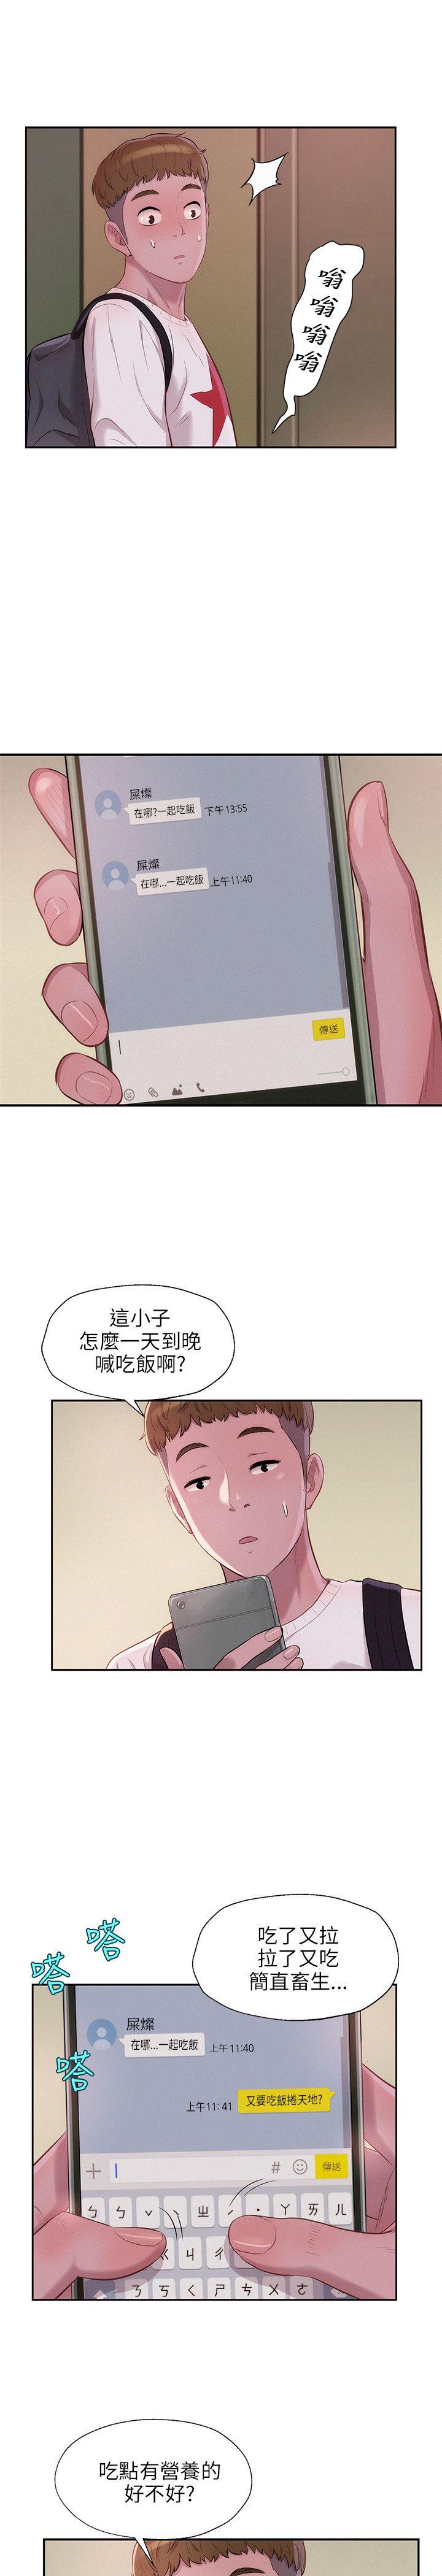 嗡
嗡
嗡
嗡
屎燦
在哪?一起吃飯 下午13:55
屎燦
在哪...一起吃飯 上午11:40
傳送
這小子
怎麼一天到晚
喊吃飯啊?
嗒
嗒
嗒
吃了又拉
拉了又吃
簡直畜生...
屎燦
在哪...一起吃飯 上午11:40
上午11:41 又要吃飯捲天地?
# 傳送
ㄅ ㄅ ˇ ˋ ㄓ ˊ ˙ ㄚ ㄞ ㄦ
ㄍ ㄐ ㄔ
ㄋ ㄎ ㄑ ㄕ ㄘ ㄨ ㄜ
吃點有營養的
好不好?